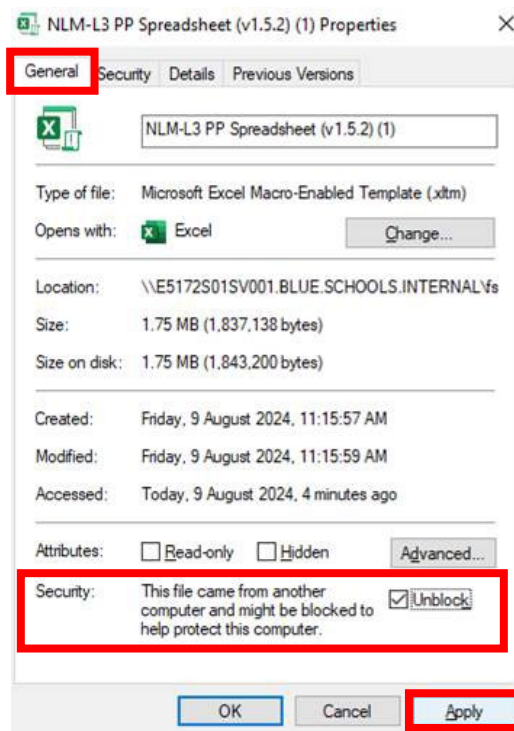 NLM-L3 PP Spreadsheet (v1.5.2) (1) Properties
General Security Details Previous Versions
NLM-L3 PP Spreadsheet (v1.5.2) (1)
Type of file: Microsoft Excel Macro-Enabled Template (.xltm)
Opens with: Excel Change...
Location: \\E5172S01SV001.BLUE.SCHOOLS.INTERNAL\fs
Size: 1.75 MB (1,837,138 bytes)
Size on disk: 1.75 MB (1,843,200 bytes)
Created: Friday, 9 August 2024, 11:15:57 AM
Modified: Friday, 9 August 2024, 11:15:59 AM
Accessed: Today, 9 August 2024, 4 minutes ago
Attributes: Read-only Hidden Advanced...
Security: This file came from another
computer and might be blocked to Unblock
help protect this computer.
OK Cancel Apply